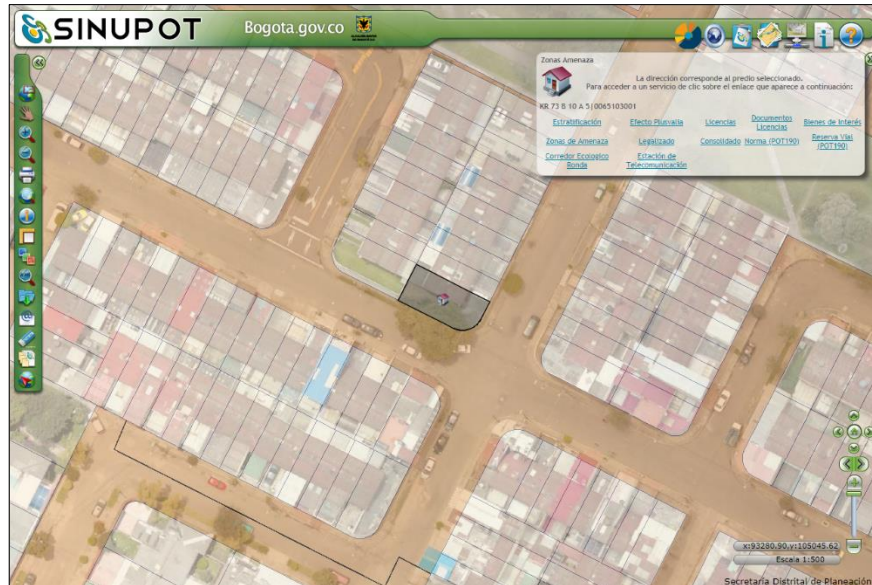 SINUPOT
Bogota.gov.co
Zonas Amenaza
La dirección corresponde al predio seleccionado.
Para acceder a un servicio de clic sobre el enlace que aparece a continuación:
KR 73 B 10 A 5| 0065103001
Estratificación Efecto Plusvalía Licencias Documentos Licencias Bienes de Interés
Zonas de Amenaza Legalizado Consolidado Norma (POT190) Reserva Vial (POT190)
Corredor Ecologico Ronda Estación de Telecomunicación
x:93280.90,y:105045.62
Escala 1:500
Secretaría Distrital de Planeación